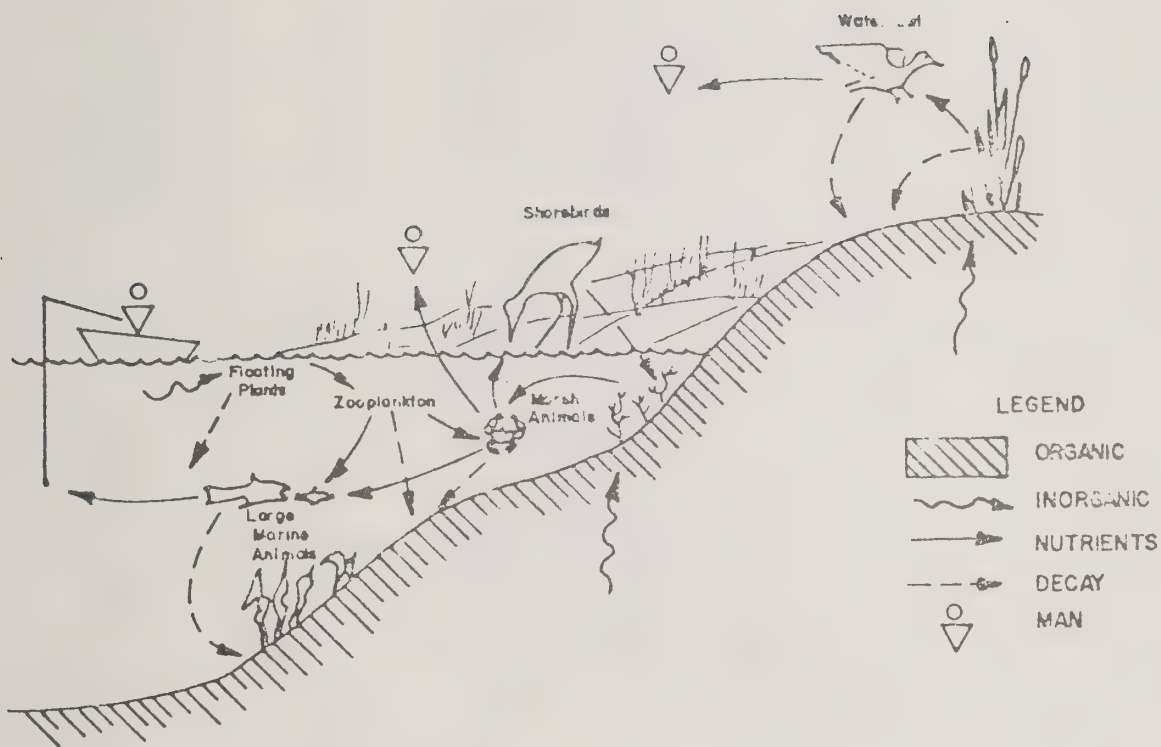 Shorebirds
Floating
Plants
Zooplankton
Marsh
Animals
Large
Marine
Animals
LEGEND
ORGANIC
INORGANIC
NUTRIENTS
DECAY
MAN